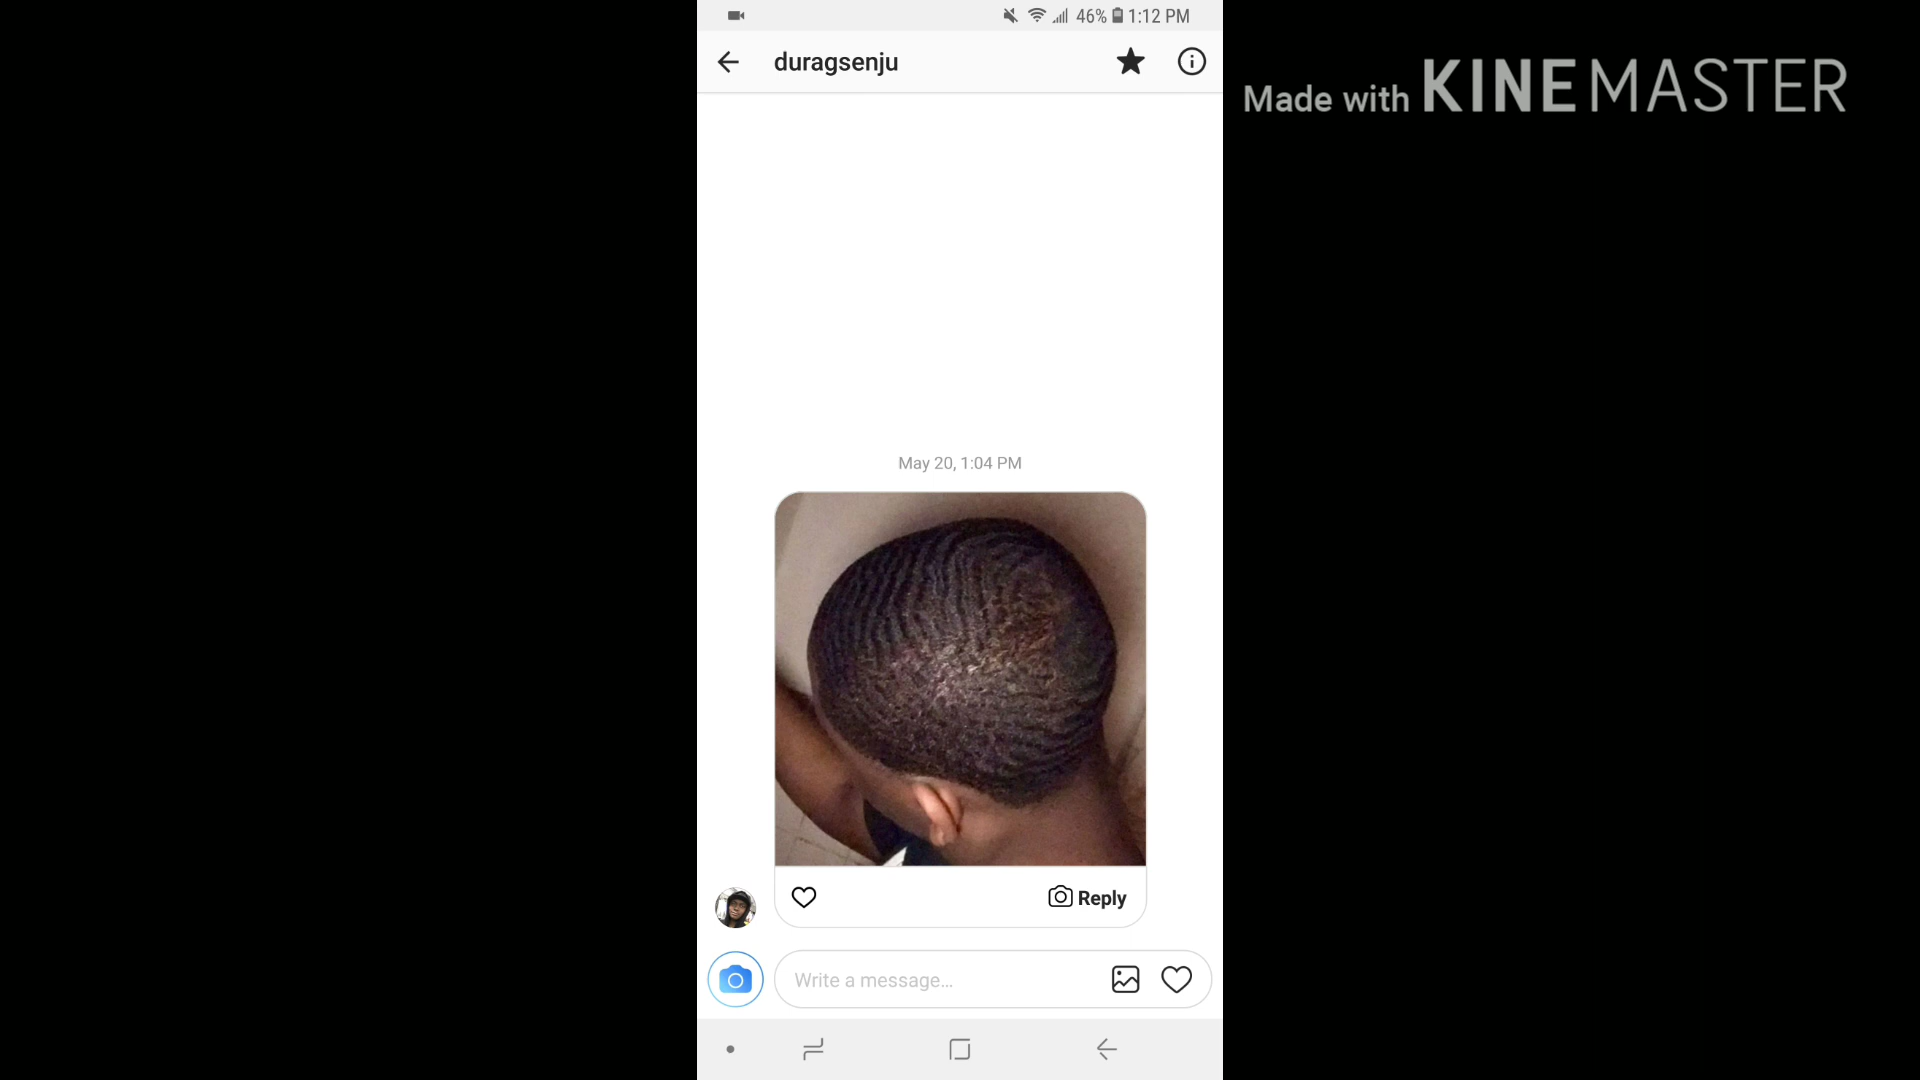 46% 1:12 PM
duragsenju
Made with KINEMASTER
May 20, 1:04 PM
Reply
Write a message...